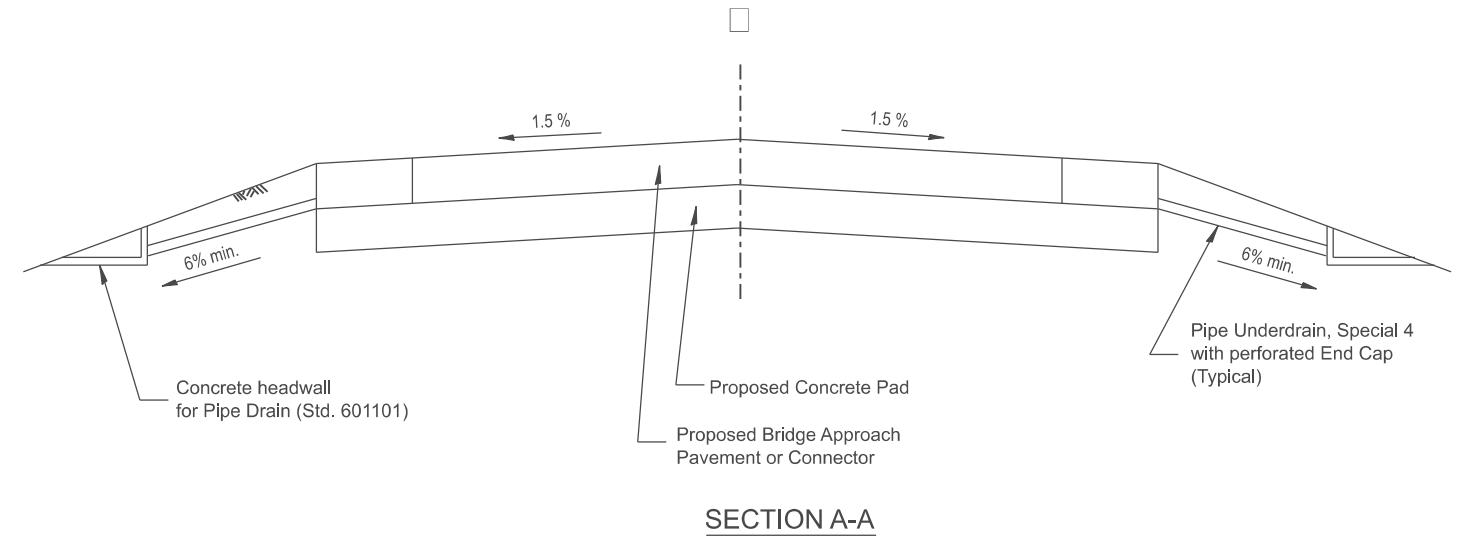 1.5 %
1.5 %
6% min.
6% min.
Pipe Underdrain, Special 4
with perforated End Cap
(Typical)
Concrete headwall
for Pipe Drain (Std. 601101)
Proposed Concrete Pad
Proposed Bridge Approach
Pavement or Connector
SECTION A-A